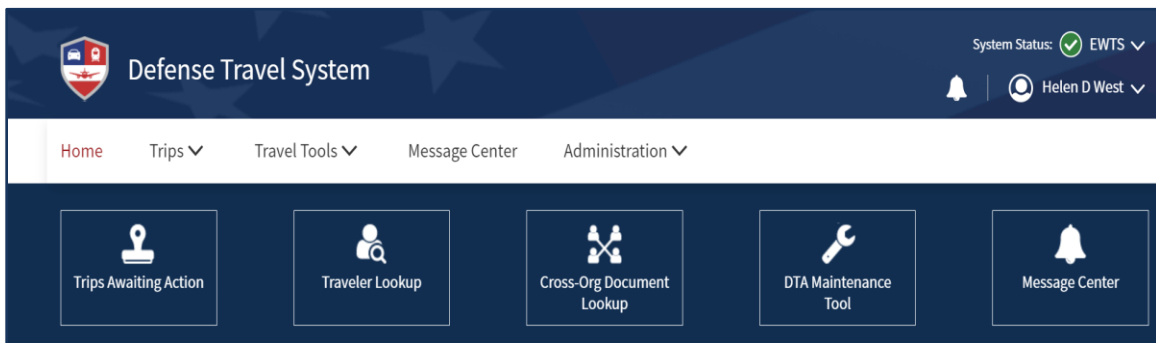 System Status: EWTS
Defense Travel System
Helen D West
Home Trips Travel Tools Message Center Administration
Trips Awaiting Action
Traveler Lookup
Cross-Org Document
Lookup
DTA Maintenance
Tool
Message Center